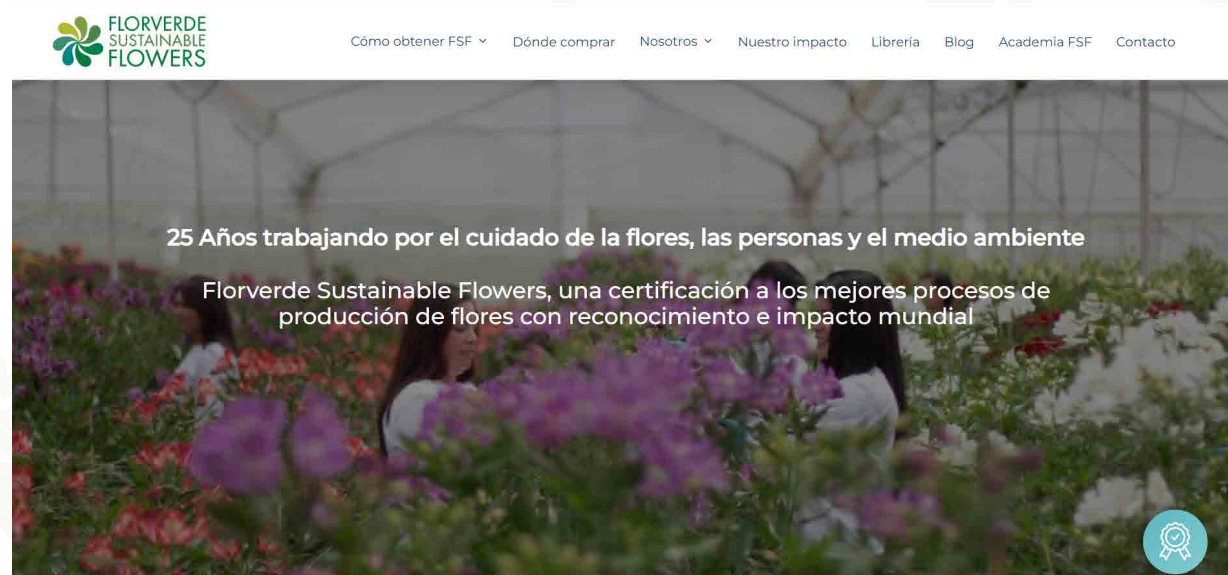 FLORVERDE
SUSTAINABLE
FLOWERS
Cómo obtener FSF Dónde comprar Nosotros Nuestro impacto Librería Blog Academia FSF Contacto
25 Años trabajando por el cuidado de la flores, las personas y el medio ambiente
Florverde Sustainable Flowers, una certificación a los mejores procesos de
producción de flores con reconocimiento e impacto mundial